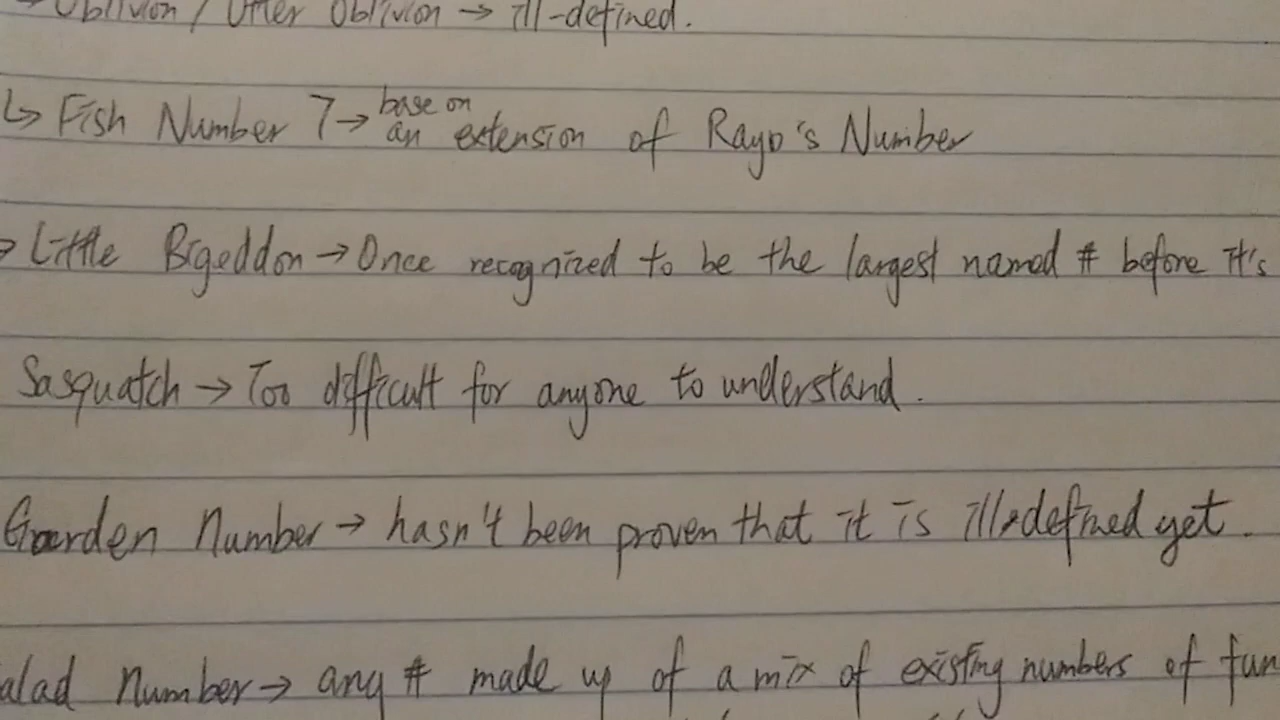 Oblivion / Utter Oblivion → ill-defined.
↳ Fish Number 7 → base on an extension of Rayo's Number
Little Bigeddon → Once recognized to be the largest named # before it's
Sasquatch → Too difficult for anyone to understand.
Garden Number → hasn't been proven that it is ill-defined yet.
alad Number → any # made up of a mix of existing numbers of fun